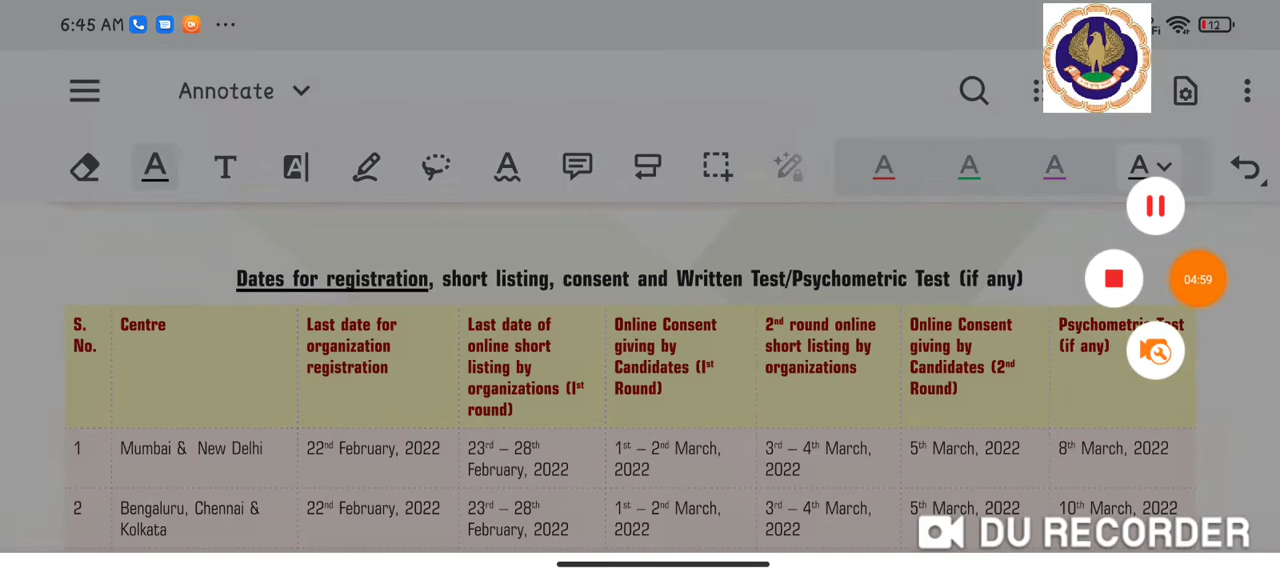 6:45 AM
12
Fi
Annotate
A T A A A A A A
04:59
Dates for registration, short listing, consent and Written Test/Psychometric Test (if any)
S. No. Centre Last date for organization registration Last date of online short listing by organizations (Ist round) Online Consent giving by Candidates (Ist Round) 2nd round online short listing by organizations Online Consent giving by Candidates (2nd Round) Psychometric Test (if any)
1 Mumbai & New Delhi 22nd February, 2022 23rd – 28th February, 2022 1st – 2nd March, 2022 3rd – 4th March, 2022 5th March, 2022 8th March, 2022
2 Bengaluru, Chennai & Kolkata 22nd February, 2022 23rd – 28th February, 2022 1st – 2nd March, 2022 3rd – 4th March, 2022 5th March, 2022 10th March, 2022
DU RECORDER